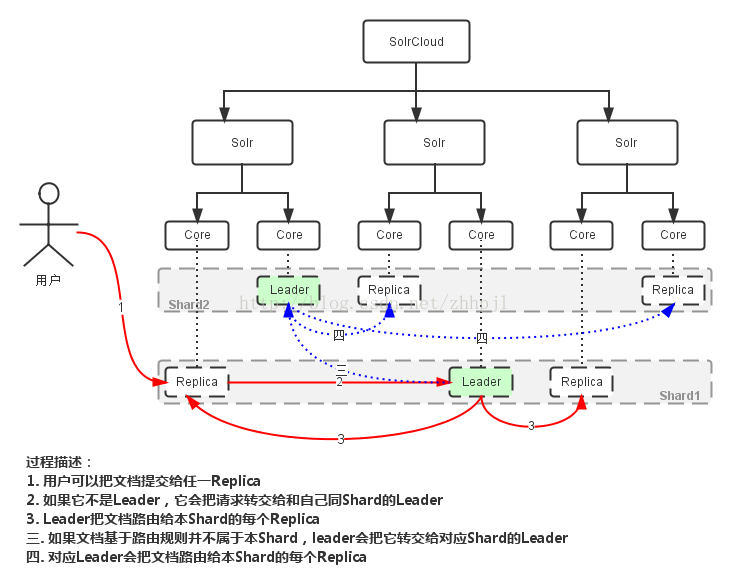 SolrCloud
Solr Solr Solr
Core Core Core Core Core Core
用户
Leader Replica Replica
Shard2
http://blog.csdn.net/zhhojl
1
四 四
三
Replica 2 Leader Replica
Shard1
3 3
过程描述：
1. 用户可以把文档提交给任一Replica
2. 如果它不是Leader，它会把请求转交给和自己同Shard的Leader
3. Leader把文档路由给本Shard的每个Replica
三. 如果文档基于路由规则并不属于本Shard，leader会把它转交给对应Shard的Leader
四. 对应Leader会把文档路由给本Shard的每个Replica